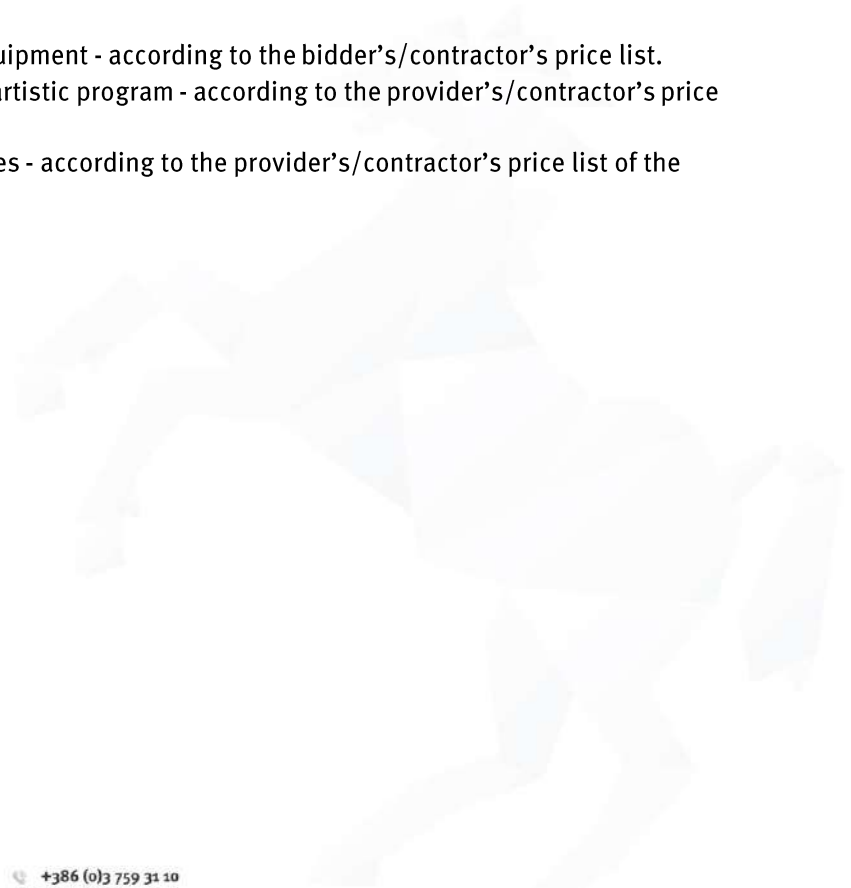 uipment - according to the bidder’s/contractor’s price list.
artistic program - according to the provider’s/contractor’s price
es - according to the provider’s/contractor’s price list of the
+386 (0)3 759 31 10